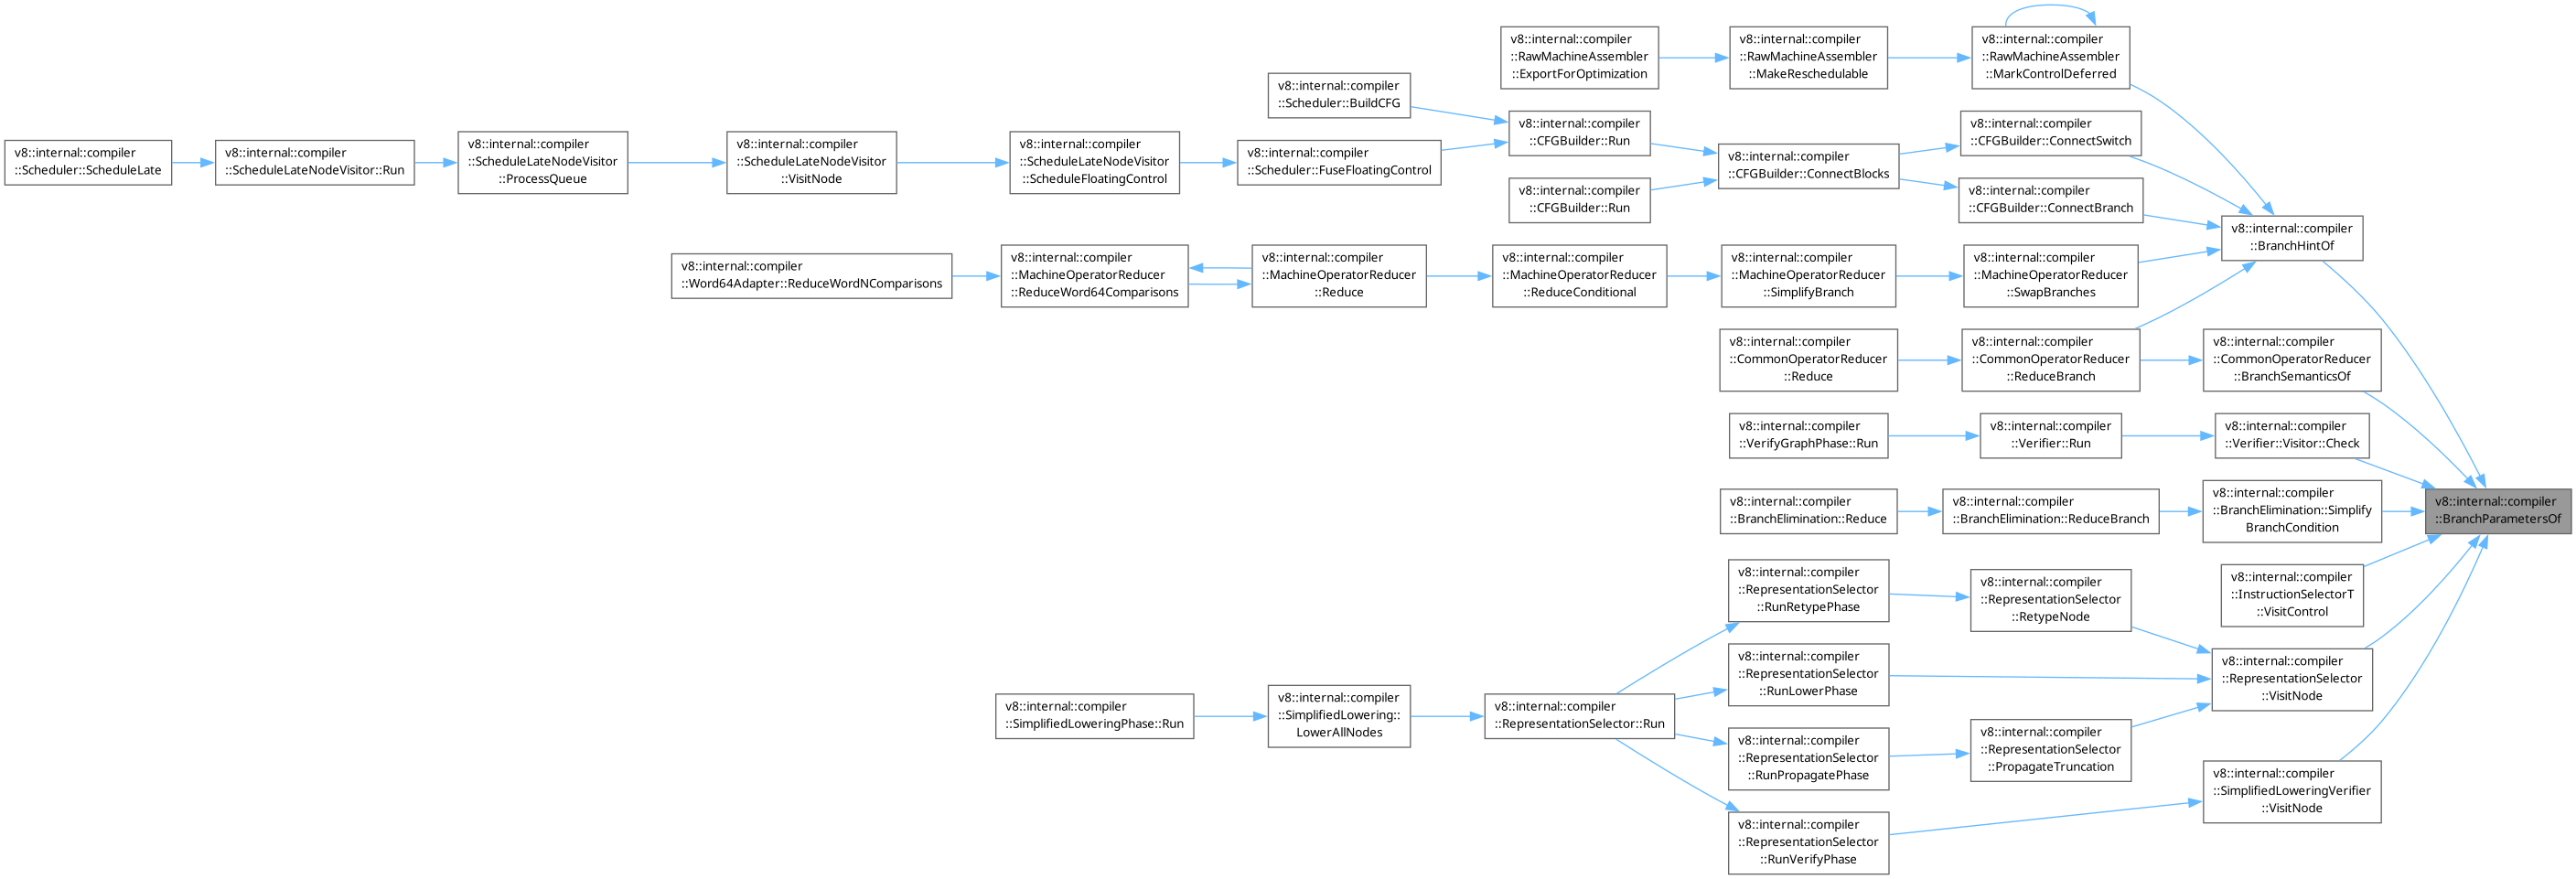 v8::internal::compiler
::RawMachineAssembler
::ExportForOptimization
v8::internal::compiler
::RawMachineAssembler
::MakeReschedulable
v8::internal::compiler
::RawMachineAssembler
::MarkControlDeferred
v8::internal::compiler
::Scheduler::BuildCFG
v8::internal::compiler
::CFGBuilder::Run
v8::internal::compiler
::CFGBuilder::ConnectSwitch
v8::internal::compiler
::Scheduler::ScheduleLate
v8::internal::compiler
::ScheduleLateNodeVisitor::Run
v8::internal::compiler
::ScheduleLateNodeVisitor
::ProcessQueue
v8::internal::compiler
::ScheduleLateNodeVisitor
::VisitNode
v8::internal::compiler
::ScheduleLateNodeVisitor
::ScheduleFloatingControl
v8::internal::compiler
::Scheduler::FuseFloatingControl
v8::internal::compiler
::CFGBuilder::ConnectBlocks
v8::internal::compiler
::CFGBuilder::Run
v8::internal::compiler
::CFGBuilder::ConnectBranch
v8::internal::compiler
::BranchHintOf
v8::internal::compiler
::Word64Adapter::ReduceWordNComparisons
v8::internal::compiler
::MachineOperatorReducer
::ReduceWord64Comparisons
v8::internal::compiler
::MachineOperatorReducer
::Reduce
v8::internal::compiler
::MachineOperatorReducer
::ReduceConditional
v8::internal::compiler
::MachineOperatorReducer
::SimplifyBranch
v8::internal::compiler
::MachineOperatorReducer
::SwapBranches
v8::internal::compiler
::CommonOperatorReducer
::Reduce
v8::internal::compiler
::CommonOperatorReducer
::ReduceBranch
v8::internal::compiler
::CommonOperatorReducer
::BranchSemanticsOf
v8::internal::compiler
::VerifyGraphPhase::Run
v8::internal::compiler
::Verifier::Run
v8::internal::compiler
::Verifier::Visitor::Check
v8::internal::compiler
::BranchElimination::Reduce
v8::internal::compiler
::BranchElimination::ReduceBranch
v8::internal::compiler
::BranchElimination::Simplify
BranchCondition
v8::internal::compiler
::BranchParametersOf
v8::internal::compiler
::InstructionSelectorT
::VisitControl
v8::internal::compiler
::RepresentationSelector
::RunRetypePhase
v8::internal::compiler
::RepresentationSelector
::RetypeNode
v8::internal::compiler
::RepresentationSelector
::RunLowerPhase
v8::internal::compiler
::RepresentationSelector
::VisitNode
v8::internal::compiler
::SimplifiedLoweringPhase::Run
v8::internal::compiler
::SimplifiedLowering::
LowerAllNodes
v8::internal::compiler
::RepresentationSelector::Run
v8::internal::compiler
::RepresentationSelector
::RunPropagatePhase
v8::internal::compiler
::RepresentationSelector
::PropagateTruncation
v8::internal::compiler
::SimplifiedLoweringVerifier
::VisitNode
v8::internal::compiler
::RepresentationSelector
::RunVerifyPhase